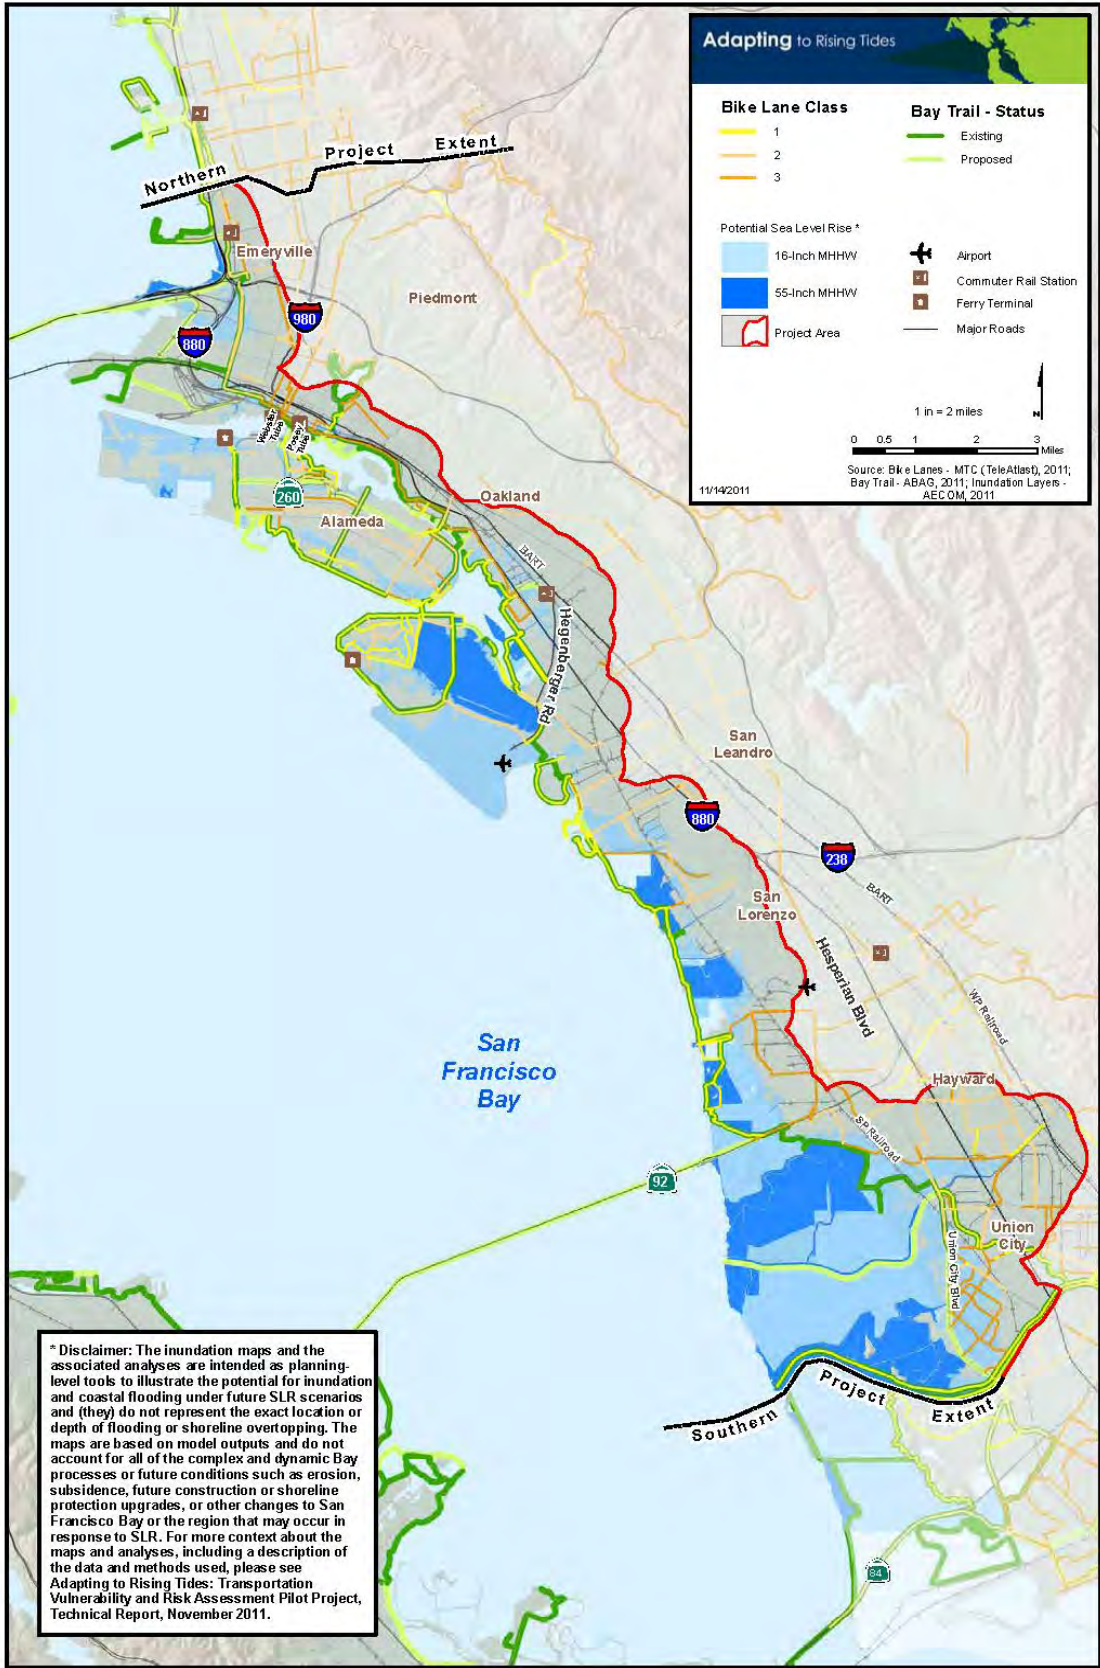 Adapting to Rising Tides
Bike Lane Class
1
2
3
Bay Trail - Status
Existing
Proposed
Potential Sea Level Rise *
16-Inch MHHW
55-Inch MHHW
Project Area
Airport
Commuter Rail Station
Ferry Terminal
Major Roads
1 in = 2 miles
N
0 0.5 1 2 3
Miles
Source: Bike Lanes - MTC (TeleAtlast), 2011;
Bay Trail - ABAG, 2011; Inundation Layers -
AECOM, 2011
11/14/2011
Northern Project Extent
Emeryville
Piedmont
980
880
Webster
Tube
Posey
Tube
260
Alameda
Oakland
BART
Hegenberger Rd
San
Leandro
880
238
BART
San
Lorenzo
Hesperian Blvd
WP Railroad
San
Francisco
Bay
Hayward
SP Railroad
92
Union
City
Union City Blvd
Southern Project Extent
84
* Disclaimer: The inundation maps and the
associated analyses are intended as planning-
level tools to illustrate the potential for inundation
and coastal flooding under future SLR scenarios
and (they) do not represent the exact location or
depth of flooding or shoreline overtopping. The
maps are based on model outputs and do not
account for all of the complex and dynamic Bay
processes or future conditions such as erosion,
subsidence, future construction or shoreline
protection upgrades, or other changes to San
Francisco Bay or the region that may occur in
response to SLR. For more context about the
maps and analyses, including a description of
the data and methods used, please see
Adapting to Rising Tides: Transportation
Vulnerability and Risk Assessment Pilot Project,
Technical Report, November 2011.